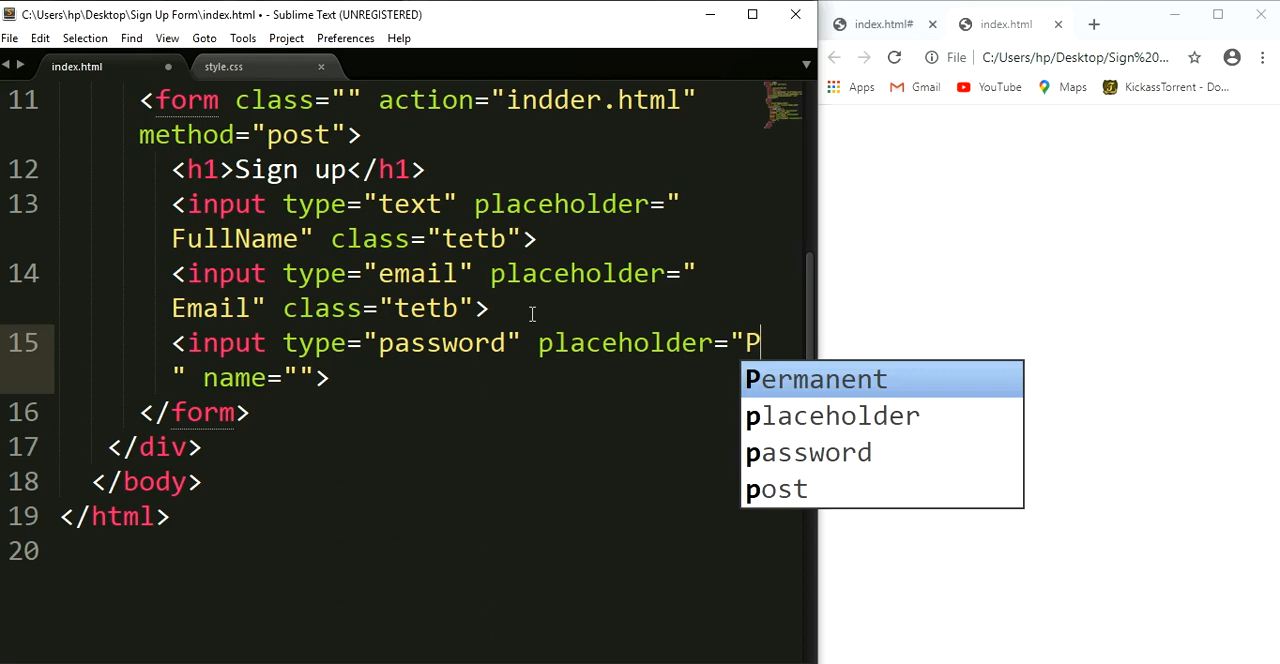 C:\Users\hp\Desktop\Sign Up Form\index.html • - Sublime Text (UNREGISTERED)
File Edit Selection Find View Goto Tools Project Preferences Help
index.html style.css
index.html# index.html
File C:/Users/hp/Desktop/Sign%20...
Apps Gmail YouTube Maps KickassTorrent - Do...
11 <form class="" action="indder.html"
method="post">
12 <h1>Sign up</h1>
13 <input type="text" placeholder="
FullName" class="tetb">
14 <input type="email" placeholder="
Email" class="tetb">
15 <input type="password" placeholder="P
" name="">
Permanent
placeholder
password
post
16 </form>
17 </div>
18 </body>
19 </html>
20